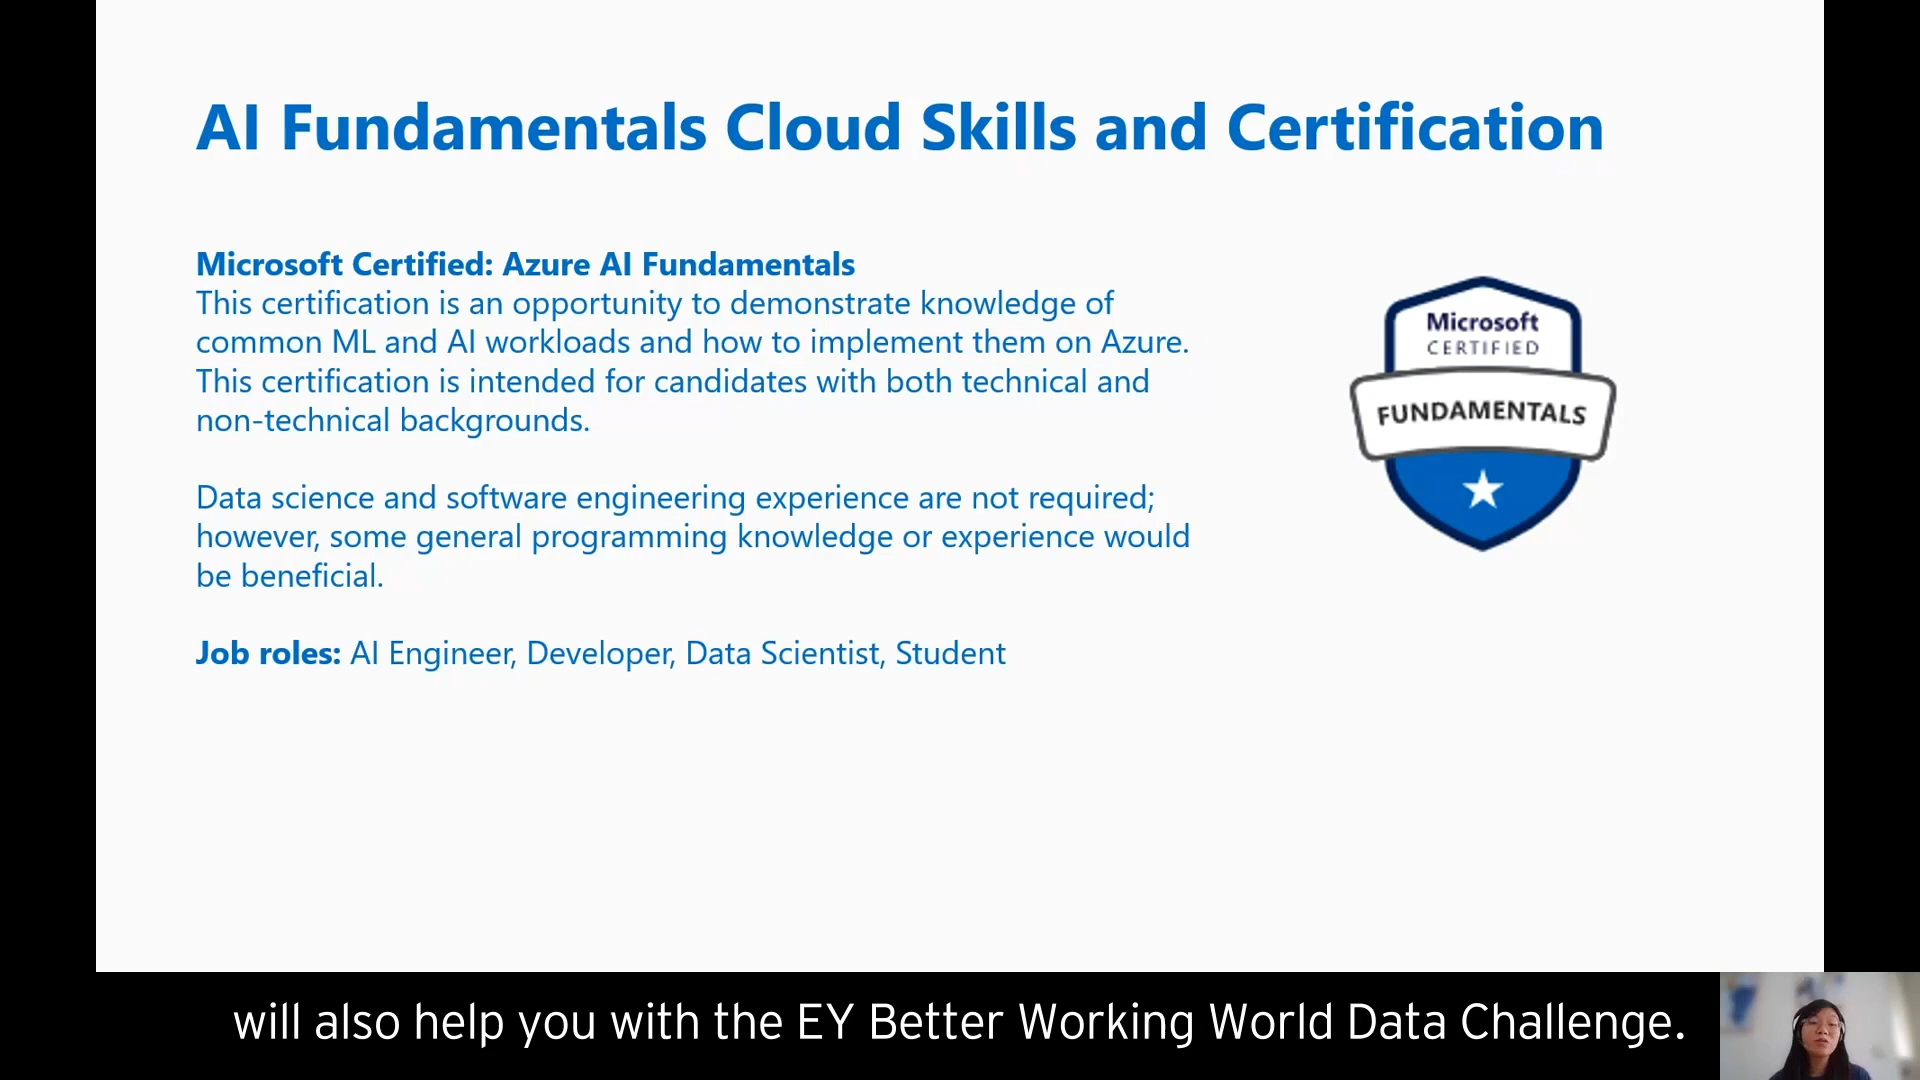 AI Fundamentals Cloud Skills and Certification
Microsoft Certified: Azure AI Fundamentals
This certification is an opportunity to demonstrate knowledge of
common ML and AI workloads and how to implement them on Azure.
This certification is intended for candidates with both technical and
non-technical backgrounds.
Data science and software engineering experience are not required;
however, some general programming knowledge or experience would
be beneficial.
Job roles: AI Engineer, Developer, Data Scientist, Student
Microsoft
CERTIFIED
FUNDAMENTALS
will also help you with the EY Better Working World Data Challenge.